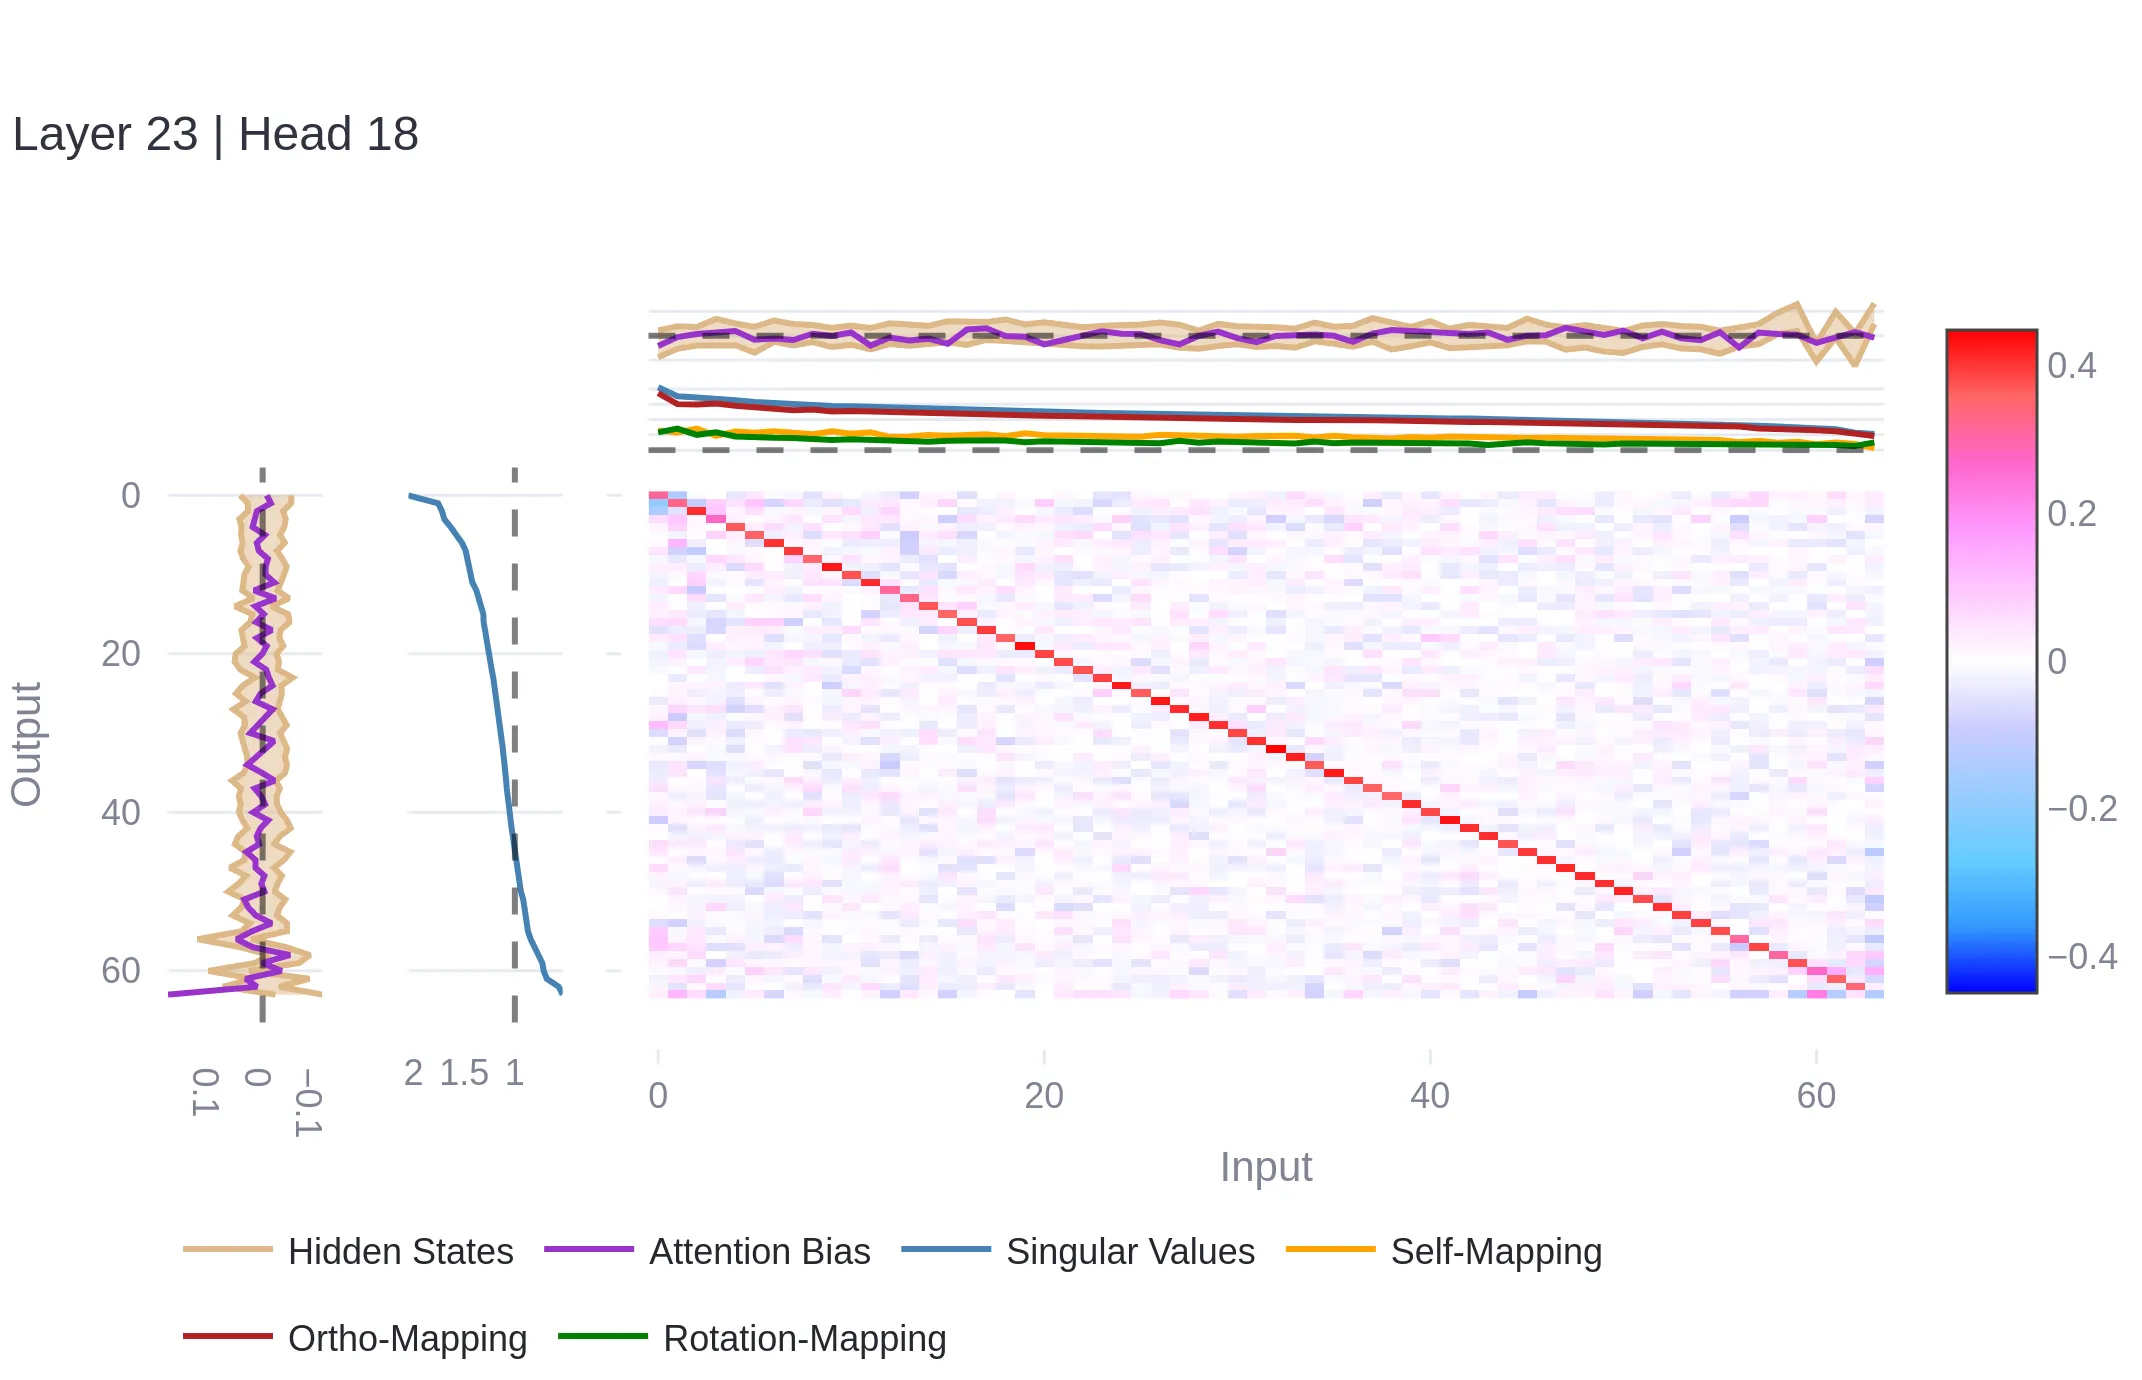 Layer 23 | Head 18
0
20
40
60
Output
0.1
0
−0.1
2 1.5 1
0 20 40 60
Input
0.4
0.2
0
−0.2
−0.4
Hidden States Attention Bias Singular Values Self-Mapping
Ortho-Mapping Rotation-Mapping